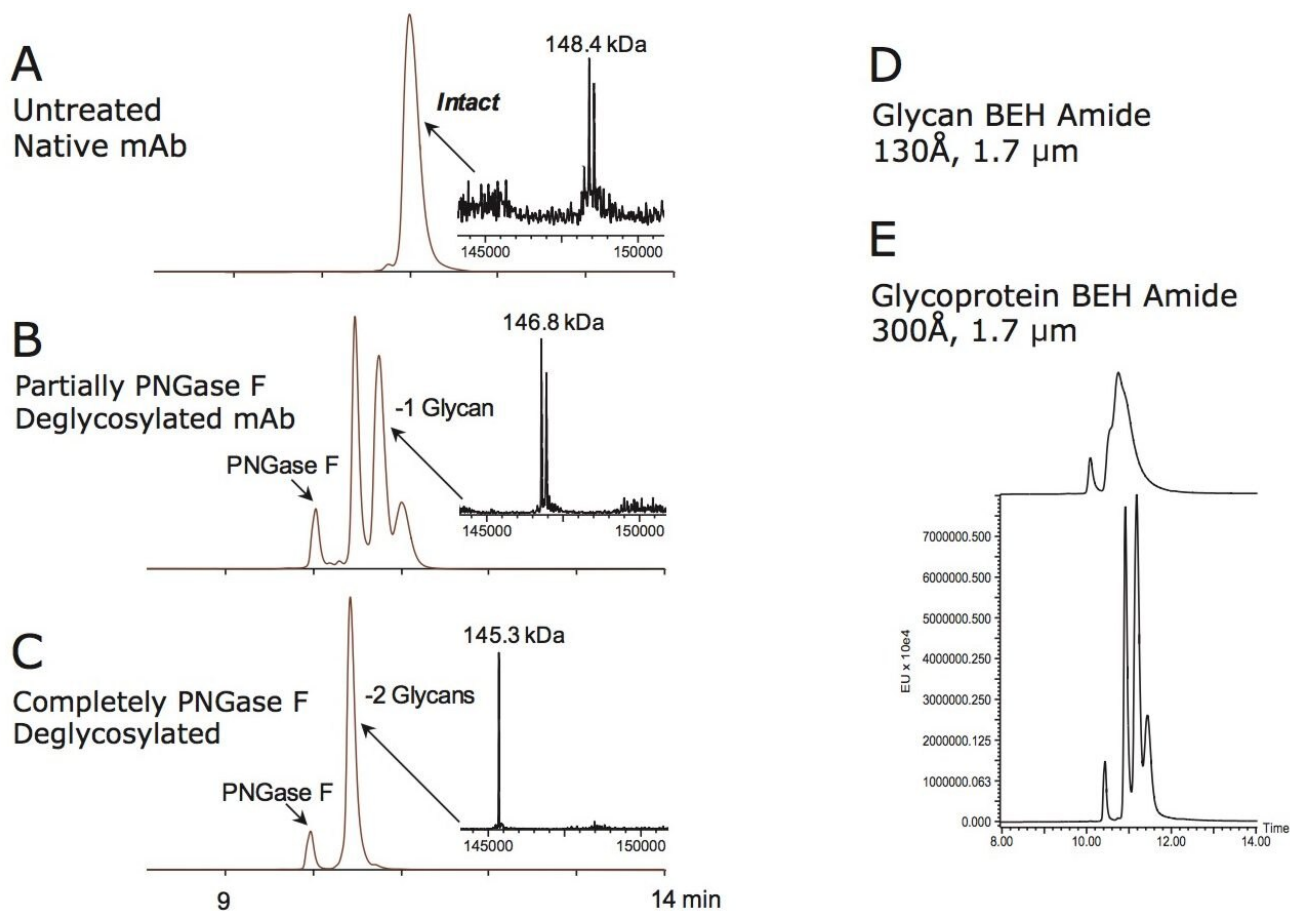 A
Untreated
Native mAb
Intact
148.4 kDa
145000
150000
B
Partially PNGase F
Deglycosylated mAb
PNGase F
-1 Glycan
146.8 kDa
145000
150000
C
Completely PNGase F
Deglycosylated
PNGase F
-2 Glycans
145.3 kDa
145000
150000
9
14 min
D
Glycan BEH Amide
130Å, 1.7 µm
E
Glycoprotein BEH Amide
300Å, 1.7 µm
EU x 10e4
7000000.500
6000000.500
5000000.500
4000000.250
3000000.250
2000000.125
1000000.063
0.000
Time
8.00
10.00
12.00
14.00